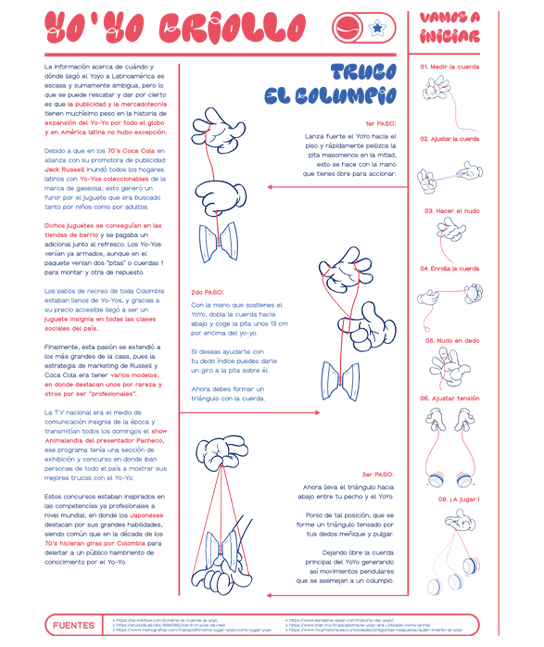 YO'YO CRIOLLO
La información acerca de cuándo y
dónde llegó el Yoyo a Latinoamérica es
escasa y sumamente ambigua, pero lo
que se puede rescatar y dar por cierto
es que la publicidad y la mercadotecnia
tienen muchísimo peso en la historia de
expansión del Yo-Yo por todo el globo
y en América latina no hubo excepción.
Debido a que en los 70's Coca Cola en
alianza con su promotora de publicidad
Jack Russell inundó todos los hogares
latinos con Yo-Yos coleccionables de la
marca de gaseosa; esto generó un
furor por el juguete que era buscado
tanto por niños como por adultos.
Dichos juguetes se conseguían en las
tiendas de barrio y se pagaba un
adicional junto al refresco. Los Yo-Yos
venían ya armados, aunque en el
paquete venían dos "pitas" o cuerdas 1
para montar y otra de repuesto.
Los patios de recreo de toda Colombia
estaban llenos de Yo-Yos, y gracias a
su precio accesible llegó a ser un
juguete insignia en todas las clases
sociales del país.
Finalmente, esta pasión se extendió a
los más grandes de la casa, pues la
estrategia de marketing de Russell y
Coca Cola era tener varios modelos,
en donde destacan unos por rareza y
otros por ser "profesionales".
La T.V nacional era el medio de
comunicación insignia de la época y
transmitían todos los domingos el show
Animalandia del presentador Pacheco,
ese programa tenía una sección de
exhibición y concurso en donde iban
personas de todo el país a mostrar sus
mejores trucos con el Yo-Yo.
Estos concursos estaban inspirados en
las competencias ya profesionales a
nivel mundial, en donde los Japoneses
destacan por sus grandes habilidades,
siendo común que en la década de los
70's hicieran giras por Colombia para
deleitar a un público hambriento de
conocimiento por el Yo-Yo.
TRUCO
EL COLUMPIO
1er PASO:
Lanza fuerte el YoYo hacia el
piso y rápidamente pellizca la
pita masomenos en la mitad,
esto se hace con la mano
que tienes libre para accionar.
2do PASO:
Con la mano que sostienes el
YoYo, dobla la cuerda hacia
abajo y coge la pita unos 13 cm
por encima del yo-yo.
Si deseas ayudarte con
tu dedo índice puedes darla
un giro a la pita sobre él.
Ahora debes formar un
triángulo con la cuerda.
3er PASO:
Ahora lleva el triángulo hacia
abajo entre tu pecho y el YoYo.
Ponlo de tal posición, que se
forme un triángulo tensado por
tus dedos meñique y pulgar.
Dejando libre la cuerda
principal del YoYo generando
así movimientos pendulares
que se asemejan a un columpio.
VAMOS A
INICIAR
01. Medir la cuerda
02. Ajustar la cuerda
03. Hacer el nudo
04. Enrolla la cuerda
05. Nudo en dedo
06. Ajustar tensión
08. ¡A jugar!
FUENTES